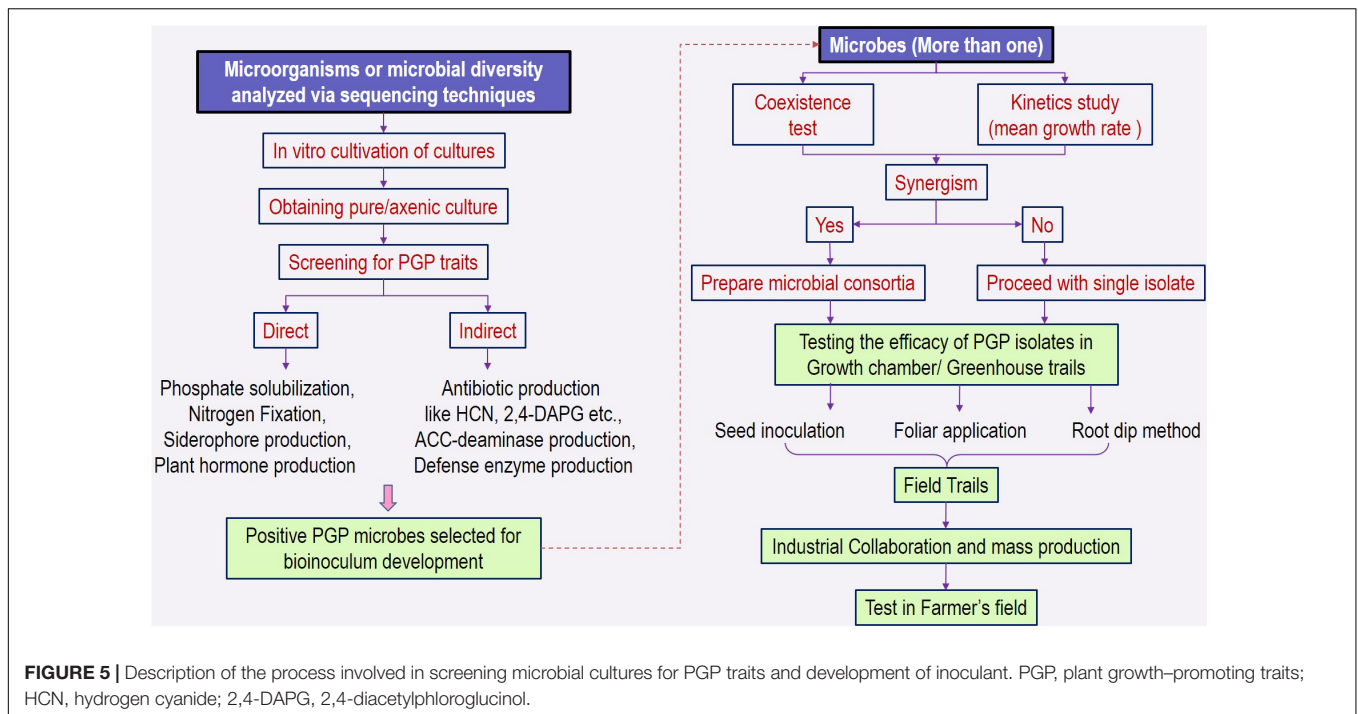 Microorganisms or microbial diversity
analyzed via sequencing techniques
In vitro cultivation of cultures
Obtaining pure/axenic culture
Screening for PGP traits
Direct
Indirect
Phosphate solubilization,
Nitrogen Fixation,
Siderophore production,
Plant hormone production
Antibiotic production
like HCN, 2,4-DAPG etc.,
ACC-deaminase production,
Defense enzyme production
Positive PGP microbes selected for
bioinoculum development
Microbes (More than one)
Coexistence
test
Kinetics study
(mean growth rate )
Synergism
Yes
No
Prepare microbial consortia
Proceed with single isolate
Testing the efficacy of PGP isolates in
Growth chamber/ Greenhouse trails
Seed inoculation
Foliar application
Root dip method
Field Trails
Industrial Collaboration and mass production
Test in Farmer's field
FIGURE 5 | Description of the process involved in screening microbial cultures for PGP traits and development of inoculant. PGP, plant growth–promoting traits;
HCN, hydrogen cyanide; 2,4-DAPG, 2,4-diacetylphloroglucinol.